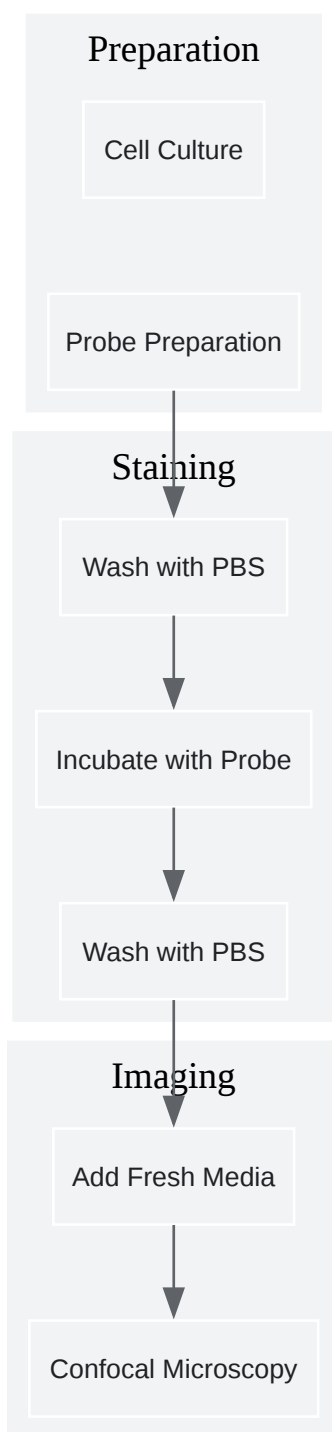 Preparation
Cell Culture
Probe Preparation
Staining
Wash with PBS
Incubate with Probe
Wash with PBS
Imaging
Add Fresh Media
Confocal Microscopy